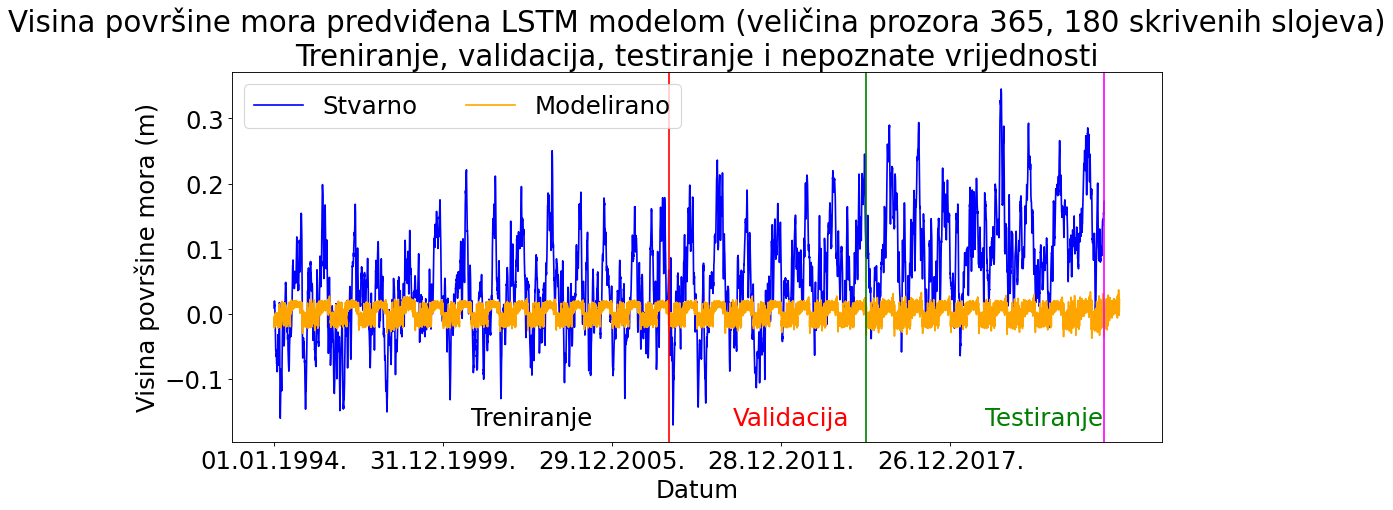 Visina površine mora predviđena LSTM modelom (veličina prozora 365, 180 skrivenih slojeva)
Treniranje, validacija, testiranje i nepoznate vrijednosti
Stvarno Modelirano
Visina površine mora (m)
0.3
0.2
0.1
0.0
−0.1
Treniranje Validacija Testiranje
01.01.1994. 31.12.1999. 29.12.2005. 28.12.2011. 26.12.2017.
Datum